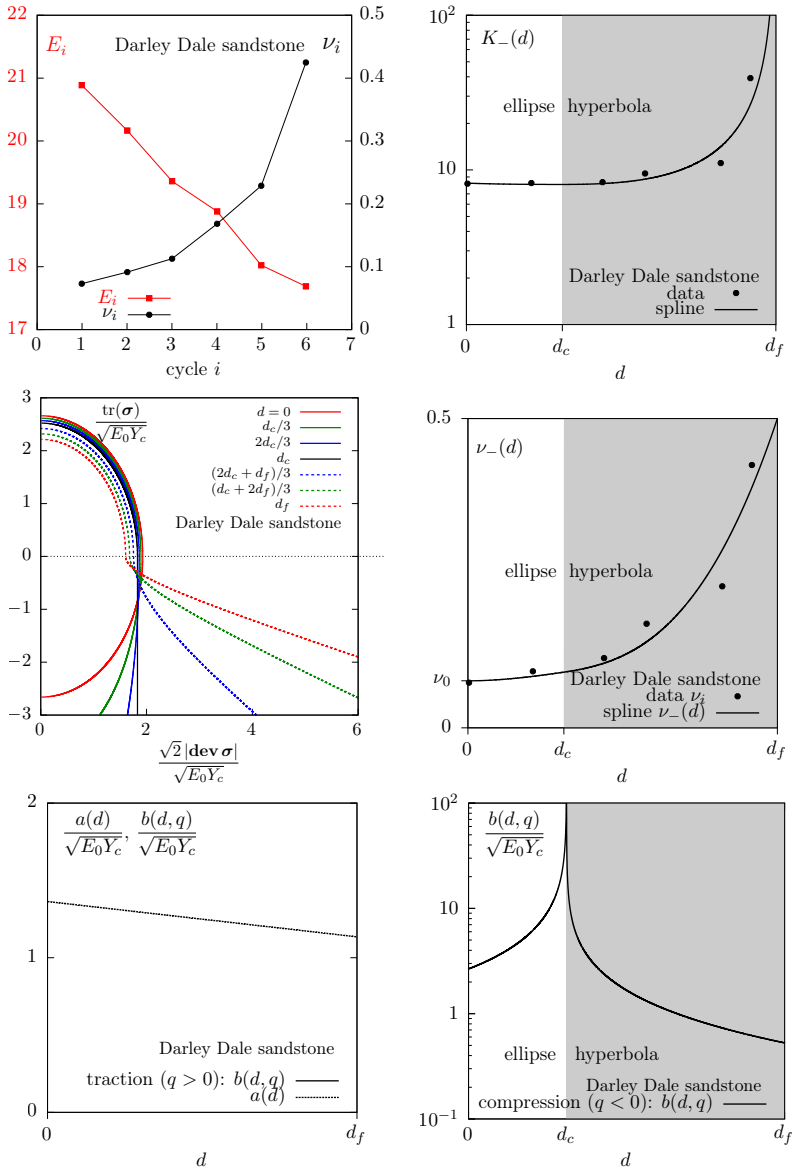 22
21
20
19
18
17
E_i
Darley Dale sandstone
ν_i
0.5
0.4
0.3
0.2
0.1
0
E_i
ν_i
0 1 2 3 4 5 6 7
cycle i
10^2
10
1
K_−(d)
ellipse hyperbola
Darley Dale sandstone
data
spline
0 d_c d_f
d
3
2
1
0
−1
−2
−3
tr(σ)
√E_0Y_c
d = 0
d_c/3
2d_c/3
d_c
(2d_c + d_f)/3
(d_c + 2d_f)/3
d_f
Darley Dale sandstone
0 2 4 6
√2 |dev σ|
√E_0Y_c
0.5
ν_0
0
ν_−(d)
ellipse hyperbola
Darley Dale sandstone
data ν_i
spline ν_−(d)
0 d_c d_f
d
2
1
0
a(d) b(d, q)
√E_0Y_c , √E_0Y_c
Darley Dale sandstone
traction (q > 0): b(d, q)
a(d)
0 d_f
d
10^2
10
1
10^−1
b(d, q)
√E_0Y_c
ellipse hyperbola
Darley Dale sandstone
compression (q < 0): b(d, q)
0 d_c d_f
d